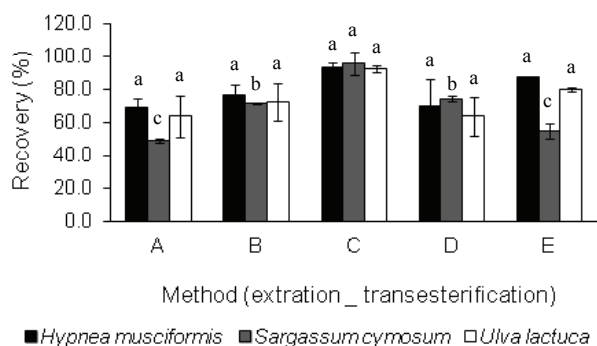 120.0
100.0
80.0
60.0
40.0
20.0
0.0
Recovery (%)
a c a
a b a
a a a
a b a
a c a
A B C D E
Method (extration _ transesterification)
Hypnea musciformis Sargassum cymosum Ulva lactuca